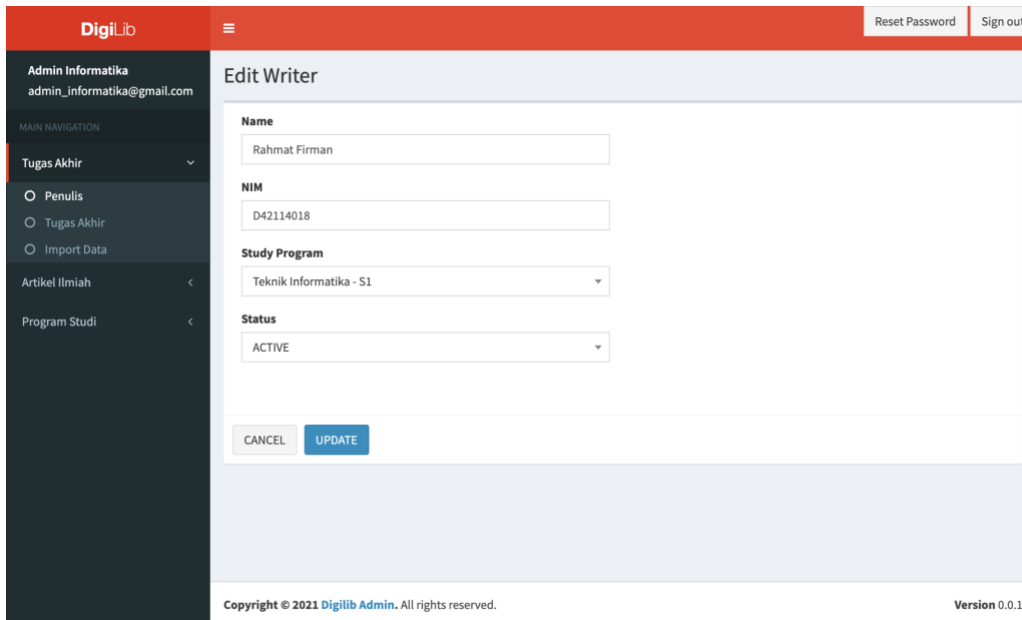 DigiLib
Reset Password
Sign out
Admin Informatika
admin_informatika@gmail.com
MAIN NAVIGATION
Tugas Akhir
Penulis
Tugas Akhir
Import Data
Artikel Ilmiah
Program Studi
Edit Writer
Name
Rahmat Firman
NIM
D42114018
Study Program
Teknik Informatika - S1
Status
ACTIVE
CANCEL
UPDATE
Copyright © 2021 Digilib Admin. All rights reserved.
Version 0.0.1